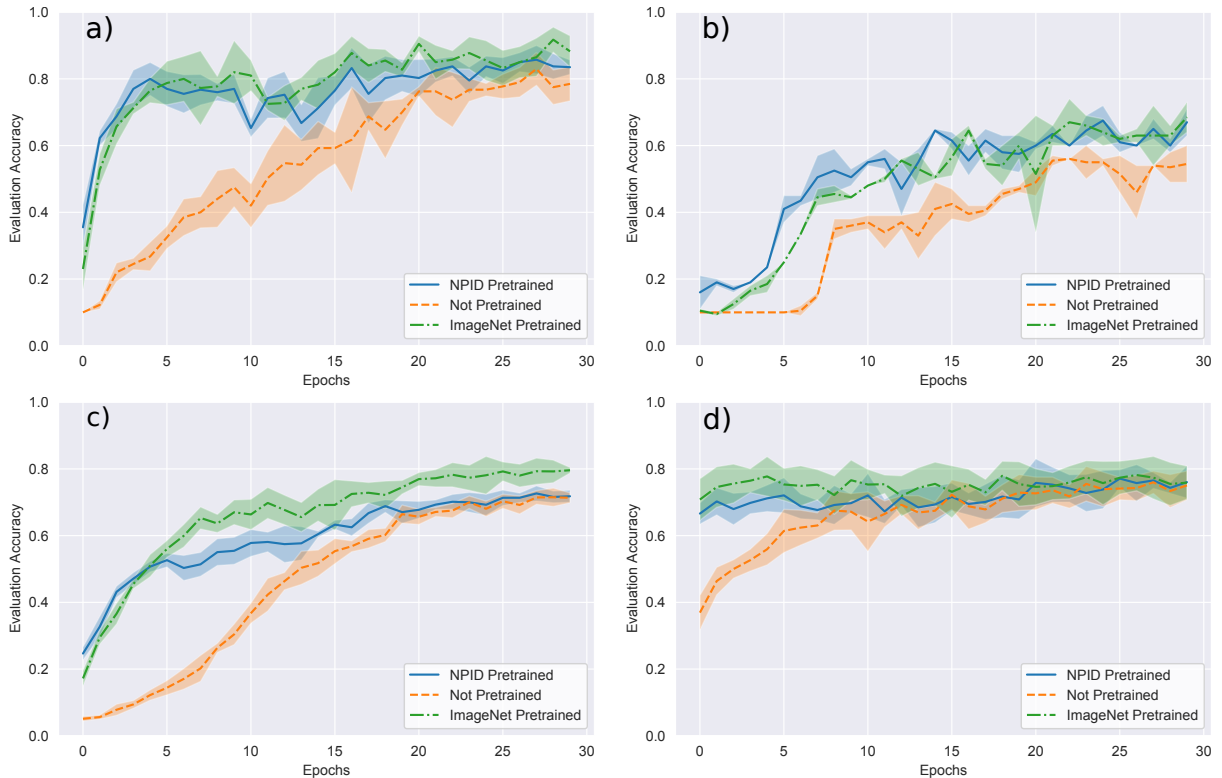 a)
1.0
0.8
0.6
0.4
0.2
0.0
Evaluation Accuracy
NPID Pretrained
Not Pretrained
ImageNet Pretrained
0 5 10 15 20 25 30
Epochs
b)
1.0
0.8
0.6
0.4
0.2
0.0
Evaluation Accuracy
NPID Pretrained
Not Pretrained
ImageNet Pretrained
0 5 10 15 20 25 30
Epochs
c)
1.0
0.8
0.6
0.4
0.2
0.0
Evaluation Accuracy
NPID Pretrained
Not Pretrained
ImageNet Pretrained
0 5 10 15 20 25 30
Epochs
d)
1.0
0.8
0.6
0.4
0.2
0.0
Evaluation Accuracy
NPID Pretrained
Not Pretrained
ImageNet Pretrained
0 5 10 15 20 25 30
Epochs